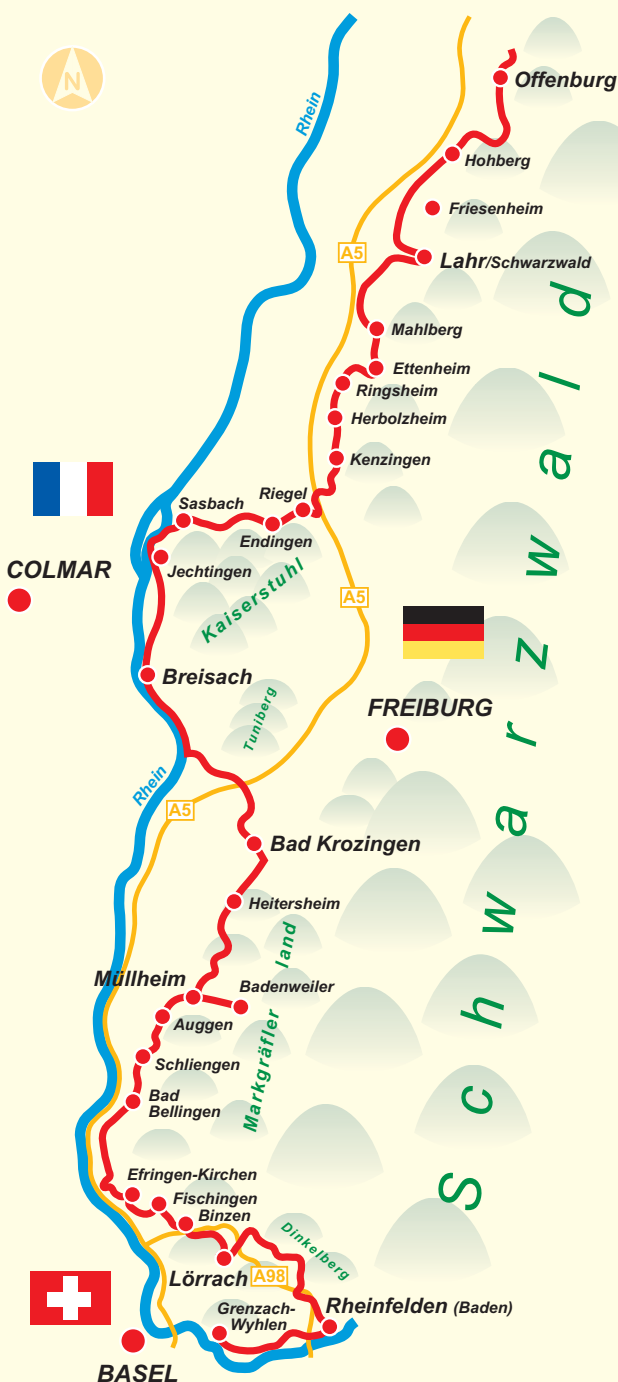 N
Rhein
Offenburg
Hohberg
Friesenheim
A5
Lahr/Schwarzwald
Mahlberg
Ettenheim
Ringsheim
Herbolzheim
Kenzingen
Riegel
Sasbach
Endingen
Jechtingen
COLMAR
Kaiserstuhl
A5
Breisach
FREIBURG
Tuniberg
Rhein
A5
Bad Krozingen
Heitersheim
Müllheim
Badenweiler
Markgräfler land
Auggen
Schliengen
Bad
Bellingen
Schwarzwald
Efringen-Kirchen
Fischingen
Binzen
Dinkelberg
Lörrach
A98
Grenzach-
Wyhlen
Rheinfelden (Baden)
BASEL